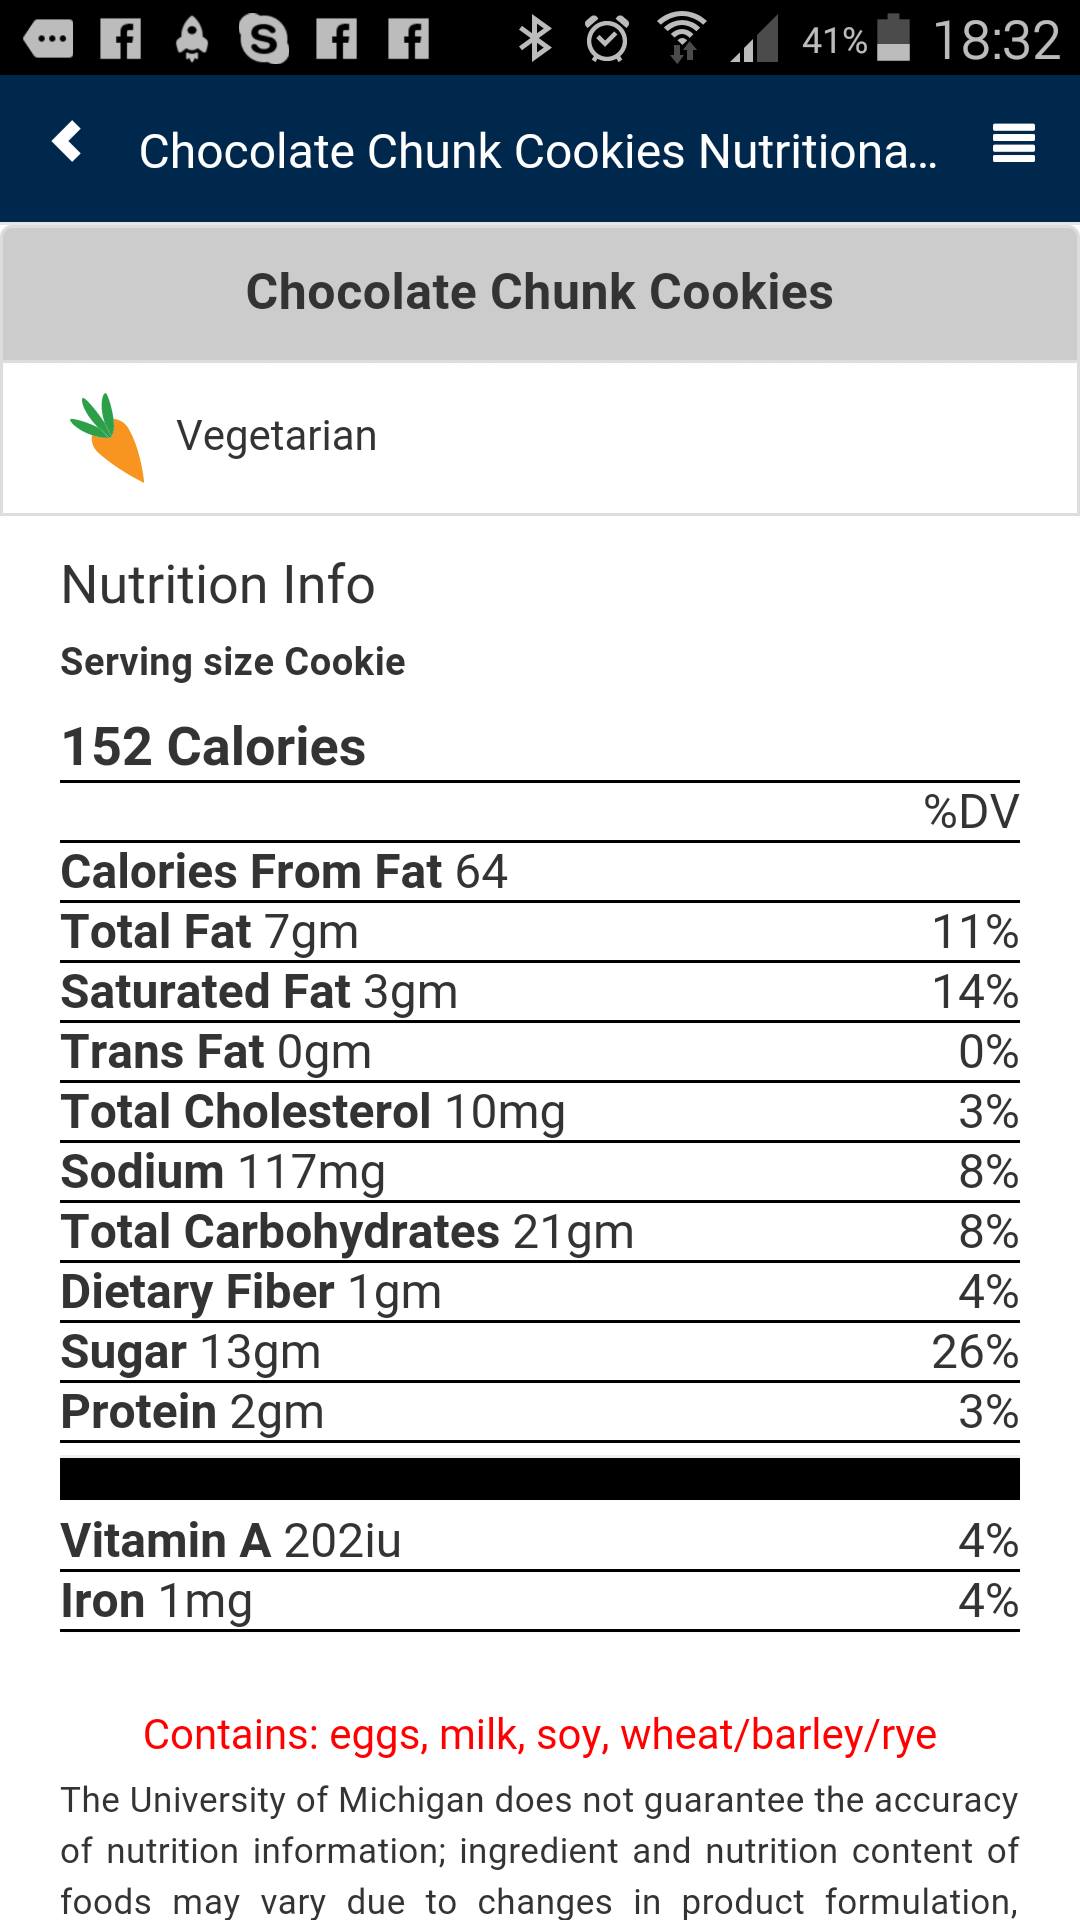 41% 18:32
Chocolate Chunk Cookies Nutritiona...
Chocolate Chunk Cookies
Vegetarian
Nutrition Info
Serving size Cookie
152 Calories
%DV
Calories From Fat 64
Total Fat 7gm 11%
Saturated Fat 3gm 14%
Trans Fat 0gm 0%
Total Cholesterol 10mg 3%
Sodium 117mg 8%
Total Carbohydrates 21gm 8%
Dietary Fiber 1gm 4%
Sugar 13gm 26%
Protein 2gm 3%
Vitamin A 202iu 4%
Iron 1mg 4%
Contains: eggs, milk, soy, wheat/barley/rye
The University of Michigan does not guarantee the accuracy
of nutrition information; ingredient and nutrition content of
foods may vary due to changes in product formulation,